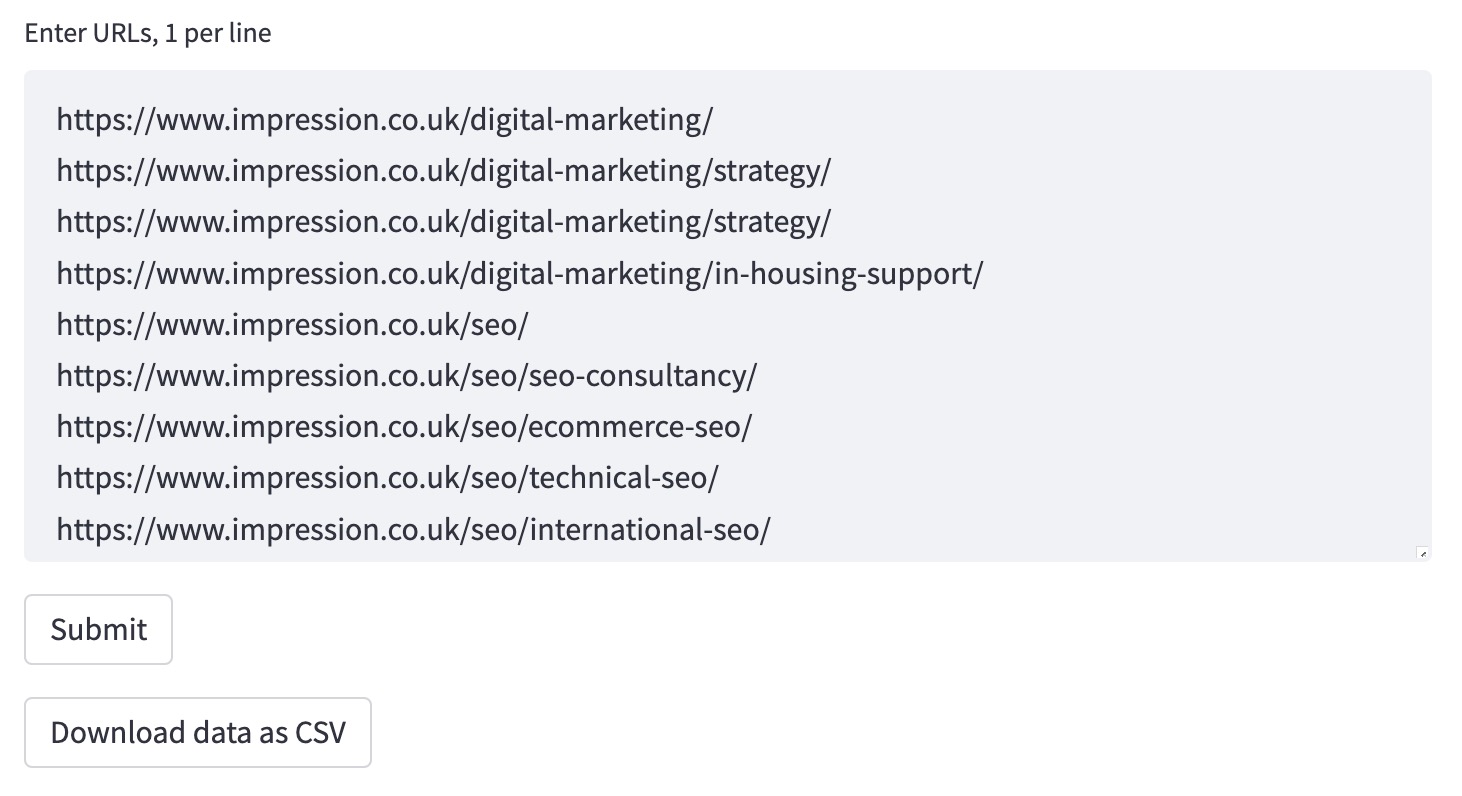 Enter URLs, 1 per line
https://www.impression.co.uk/digital-marketing/
https://www.impression.co.uk/digital-marketing/strategy/
https://www.impression.co.uk/digital-marketing/strategy/
https://www.impression.co.uk/digital-marketing/in-housing-support/
https://www.impression.co.uk/seo/
https://www.impression.co.uk/seo/seo-consultancy/
https://www.impression.co.uk/seo/ecommerce-seo/
https://www.impression.co.uk/seo/technical-seo/
https://www.impression.co.uk/seo/international-seo/
Submit
Download data as CSV